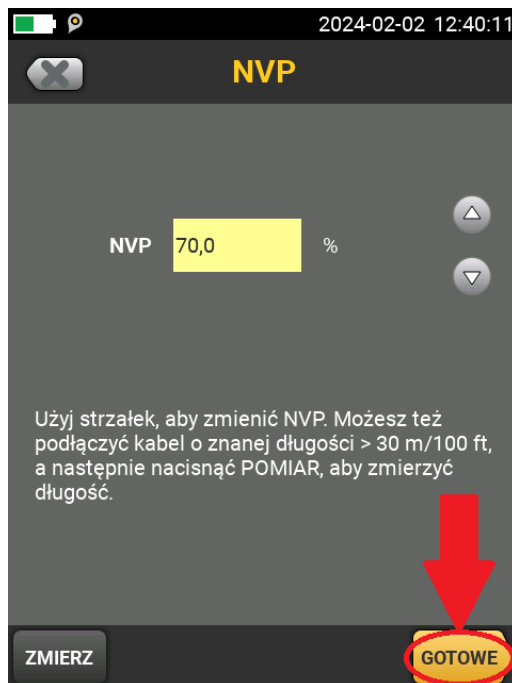 2024-02-02 12:40:11
NVP
NVP 70,0 %
Użyj strzałek, aby zmienić NVP. Możesz też
podłączyć kabel o znanej długości > 30 m/100 ft,
a następnie nacisnąć POMIAR, aby zmierzyć
długość.
ZMIERZ GOTOWE